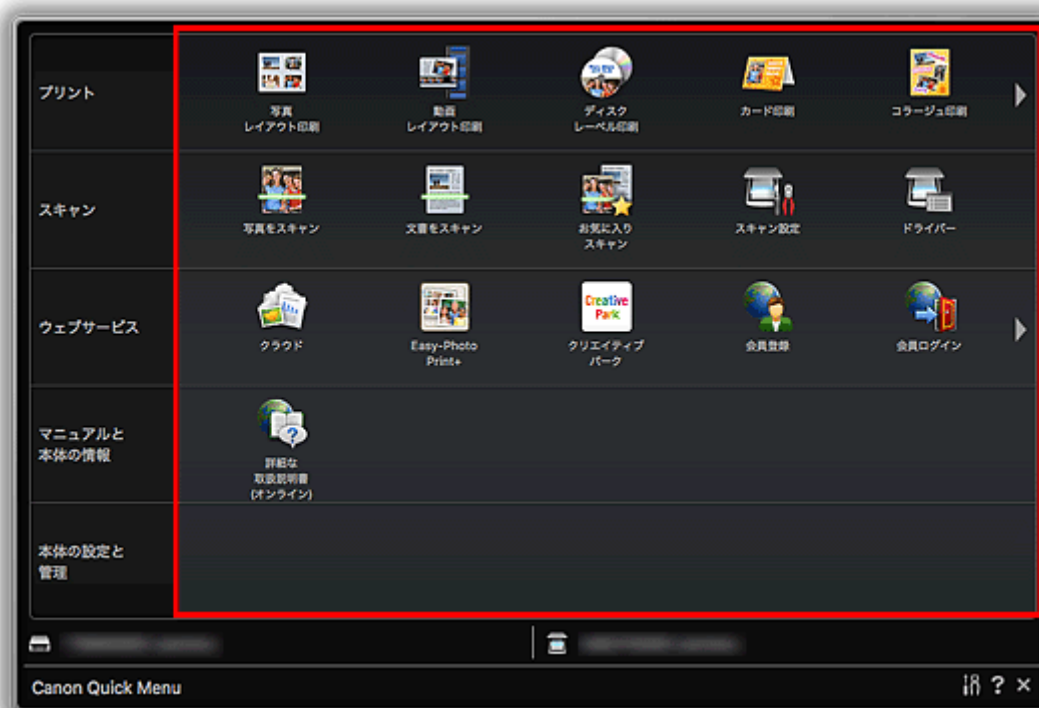 プリント
写真
レイアウト印刷
動画
レイアウト印刷
ディスク
レーベル印刷
カード印刷
コラージュ印刷
スキャン
写真をスキャン
文書をスキャン
お気に入り
スキャン
スキャン設定
ドライバー
ウェブサービス
クラウド
Easy-Photo
Print+
Creative
Park
クリエイティブ
パーク
会員登録
会員ログイン
マニュアルと
本体の情報
詳細な
取扱説明書
(オンライン)
本体の設定と
管理
Canon Quick Menu